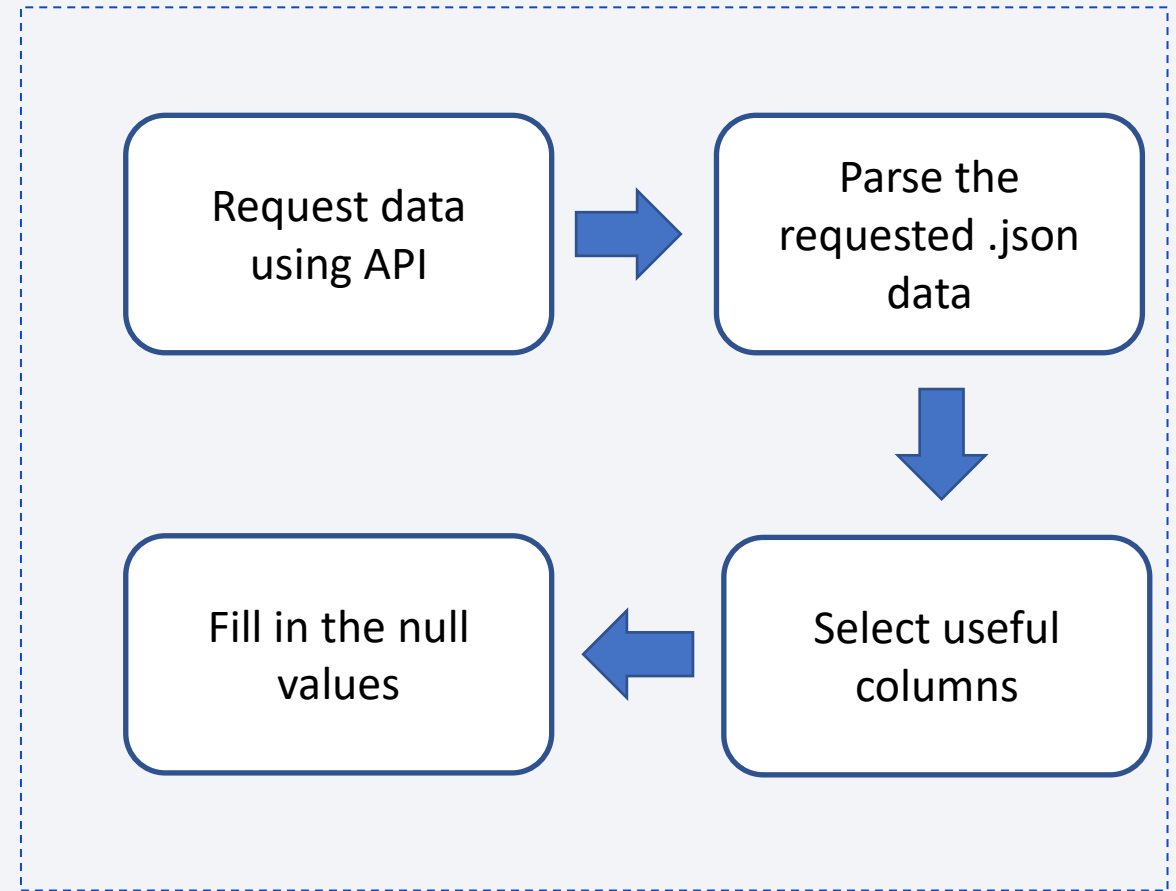 Request data
using API
Parse the
requested .json
data
Select useful
columns
Fill in the null
values